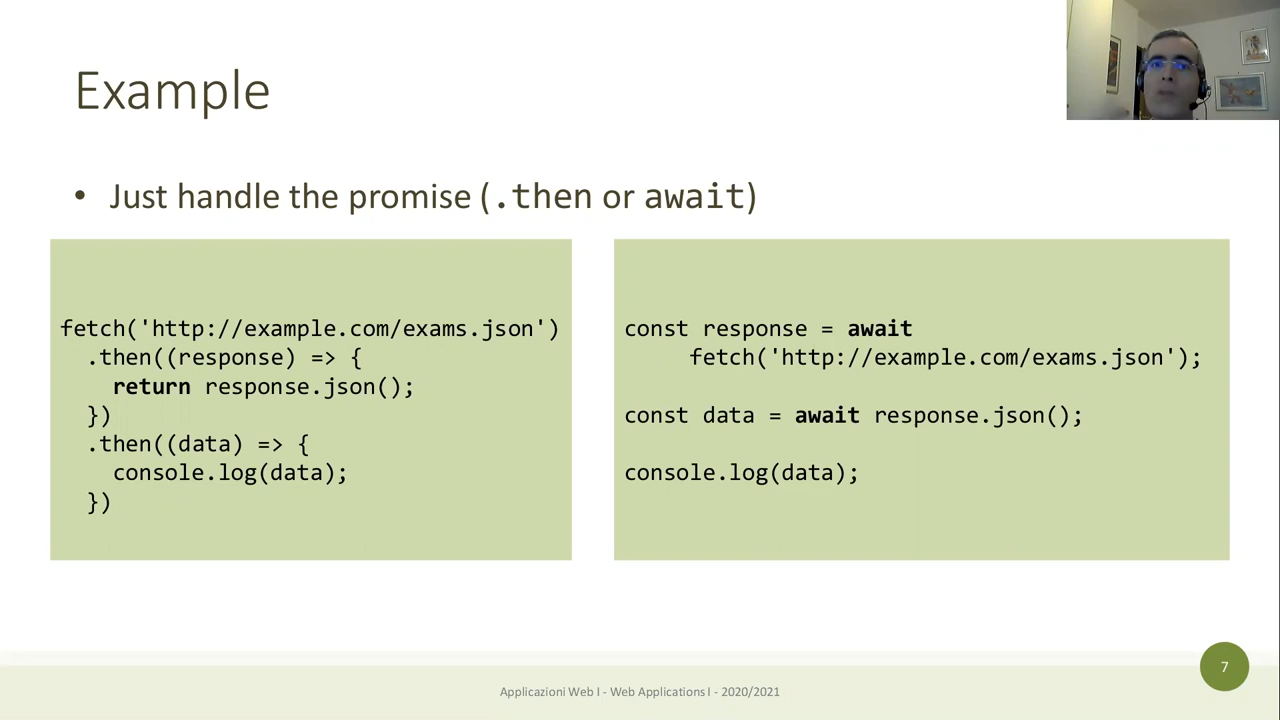 Example
• Just handle the promise (.then or await)
fetch('http://example.com/exams.json')
  .then((response) => {
    return response.json();
  })
  .then((data) => {
    console.log(data);
  })
const response = await
     fetch('http://example.com/exams.json');
const data = await response.json();
console.log(data);
Applicazioni Web I - Web Applications I - 2020/2021
7